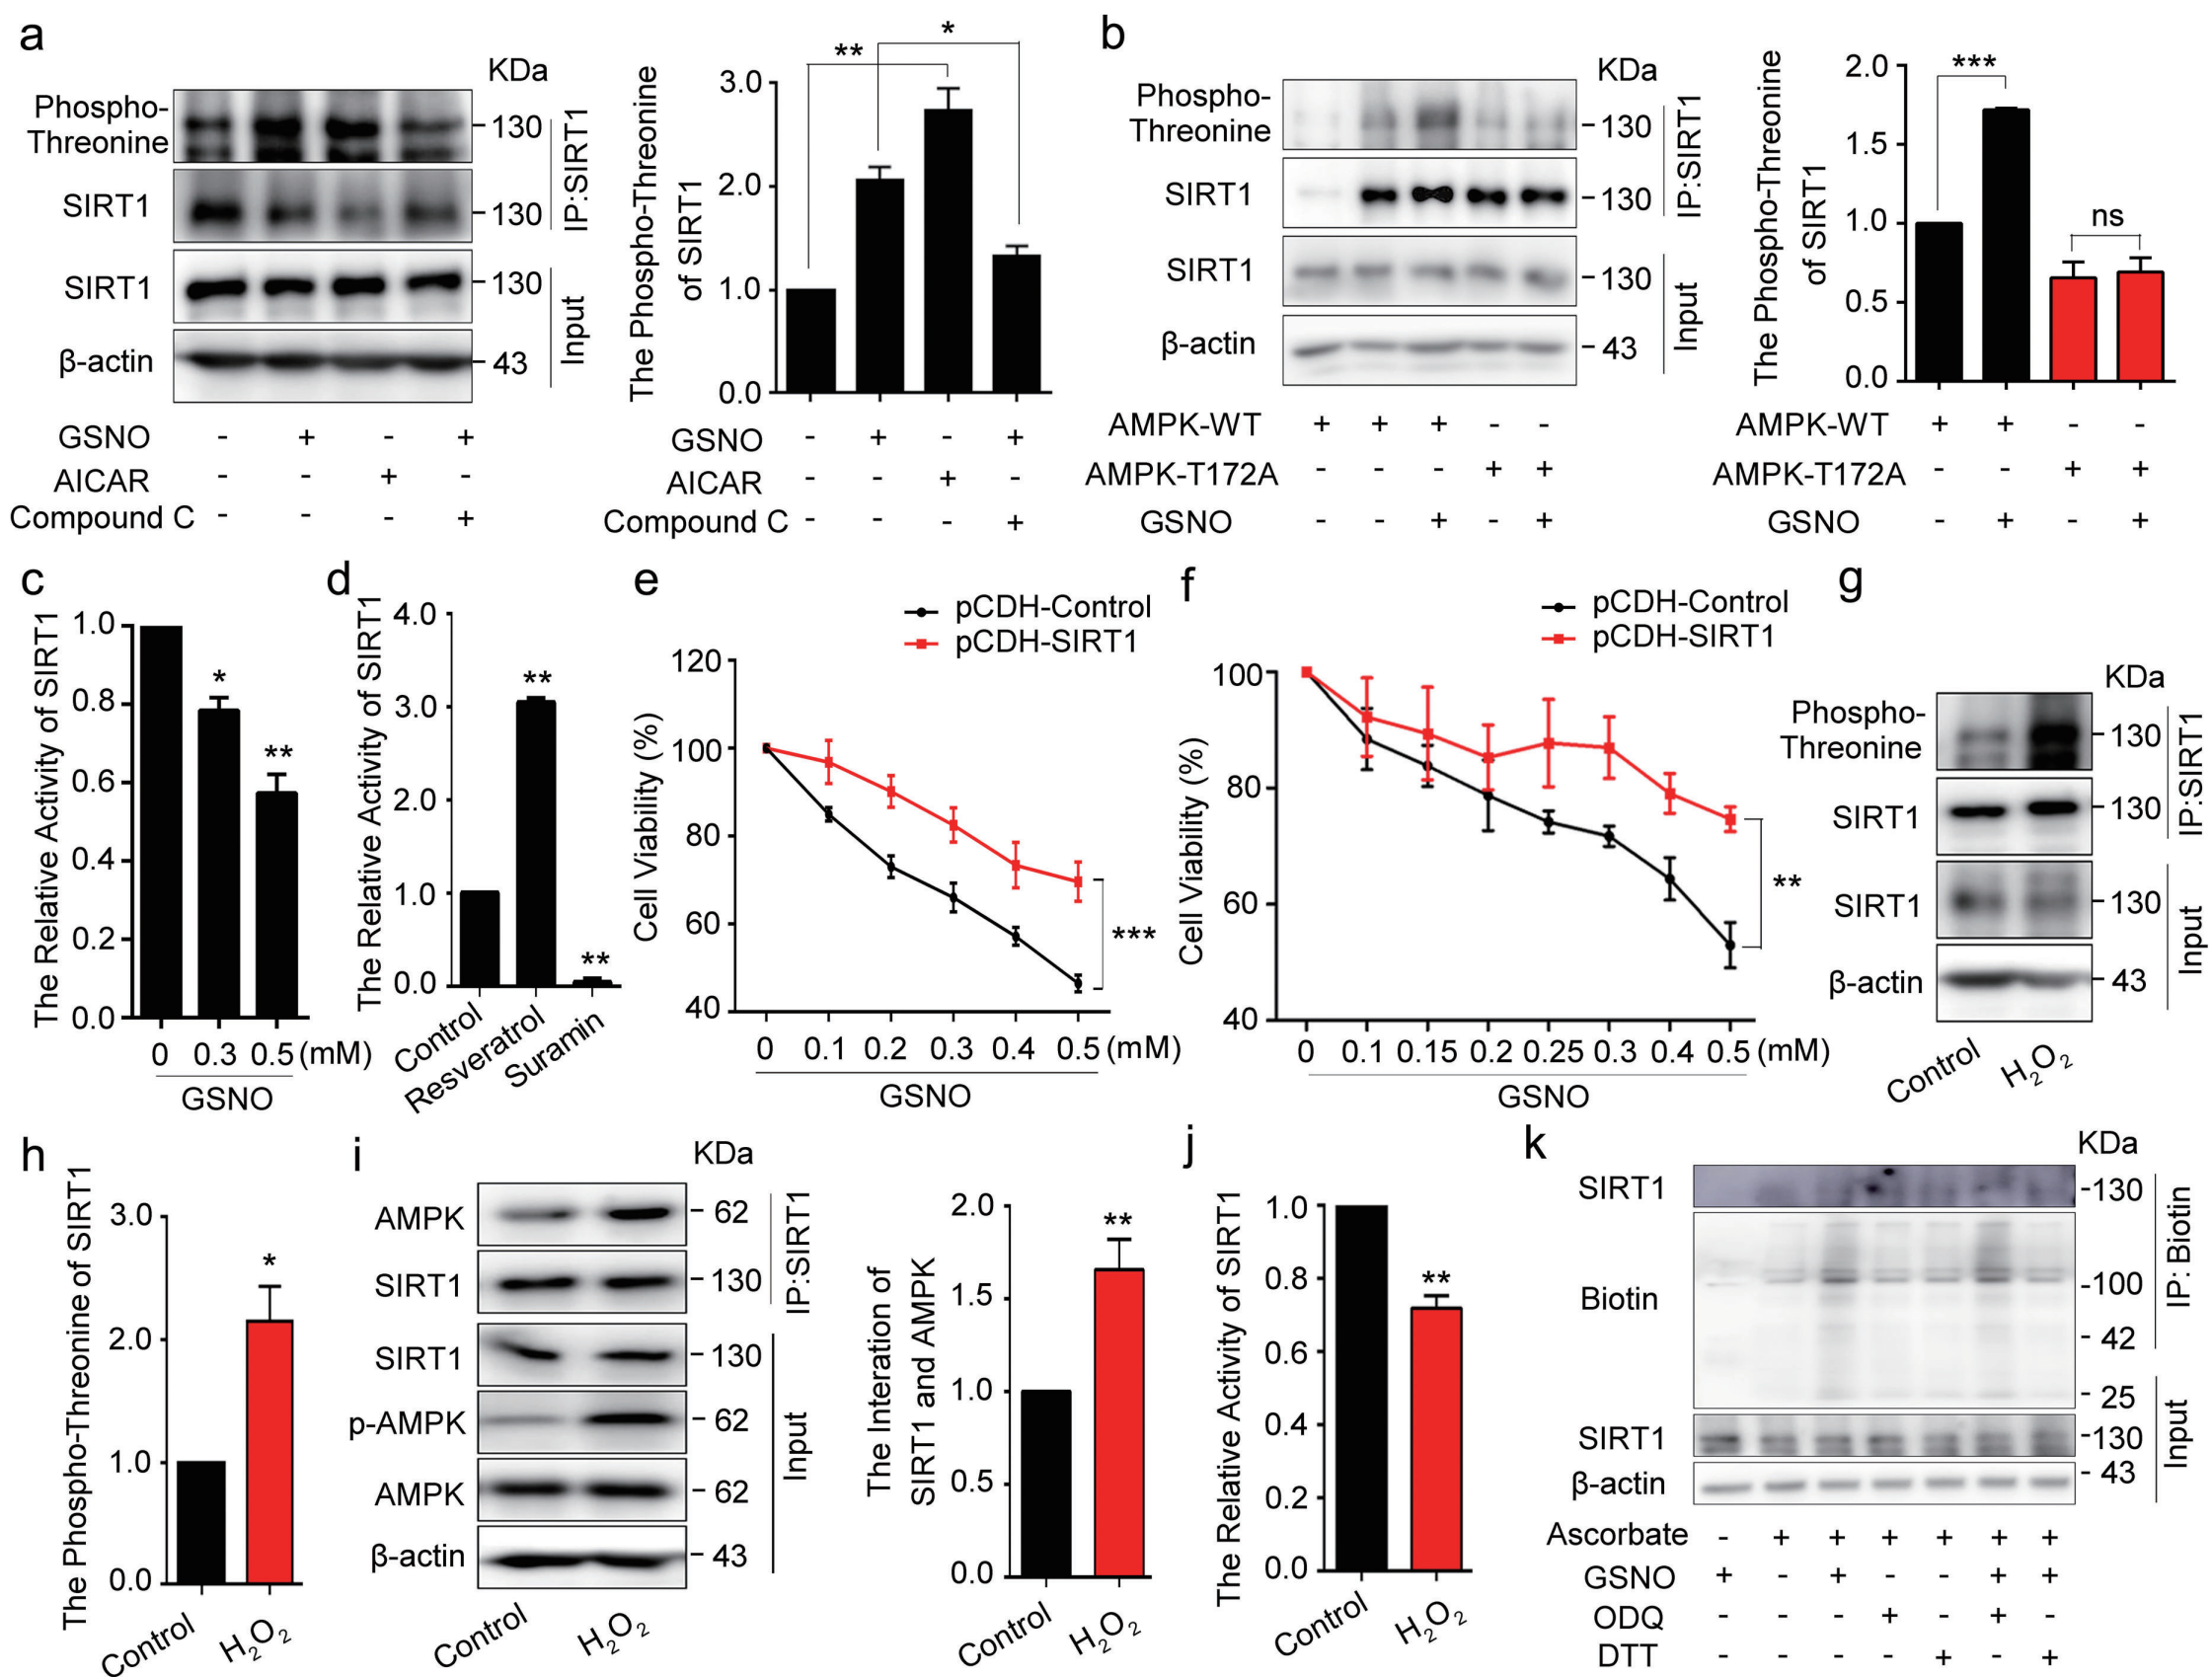 a
KDa
Phospho-
Threonine
130
SIRT1
130
IP:SIRT1
SIRT1
130
β-actin
43
Input
GSNO - + - +
AICAR - - + -
Compound C - - - +
The Phospho-Threonine
of SIRT1
3.0
2.0
1.0
0.0
**
*
GSNO - + - +
AICAR - - + -
Compound C - - - +
b
KDa
Phospho-
Threonine
130
SIRT1
130
IP:SIRT1
SIRT1
130
β-actin
43
Input
AMPK-WT + + + - -
AMPK-T172A - - - + +
GSNO - - + - +
The Phospho-Threonine
of SIRT1
2.0
1.5
1.0
0.5
0.0
***
ns
AMPK-WT + + - -
AMPK-T172A - - + +
GSNO - + - +
c
The Relative Activity of SIRT1
1.0
0.8
0.6
0.4
0.2
0.0
*
**
0 0.3 0.5 (mM)
GSNO
d
The Relative Activity of SIRT1
4.0
3.0
2.0
1.0
0.0
**
**
Control
Resveratrol
Suramin
e
pCDH-Control
pCDH-SIRT1
Cell Viability (%)
120
100
80
60
40
***
0 0.1 0.2 0.3 0.4 0.5 (mM)
GSNO
f
pCDH-Control
pCDH-SIRT1
Cell Viability (%)
100
80
60
40
**
0 0.1 0.15 0.2 0.25 0.3 0.4 0.5 (mM)
GSNO
g
KDa
Phospho-
Threonine
130
SIRT1
130
IP:SIRT1
SIRT1
130
β-actin
43
Input
Control
H2O2
h
The Phospho-Threonine of SIRT1
3.0
2.0
1.0
0.0
*
Control
H2O2
i
KDa
AMPK
62
SIRT1
130
IP:SIRT1
SIRT1
130
p-AMPK
62
AMPK
62
β-actin
43
Input
Control
H2O2
The Interation of
SIRT1 and AMPK
2.0
1.5
1.0
0.5
0.0
**
Control
H2O2
j
The Relative Activity of SIRT1
1.0
0.8
0.6
0.4
0.2
0.0
**
Control
H2O2
k
KDa
SIRT1
130
Biotin
100
42
25
IP: Biotin
SIRT1
130
β-actin
43
Input
Ascorbate - + + + + + +
GSNO + - + - - + +
ODQ - - - + - + -
DTT - - - - + - +